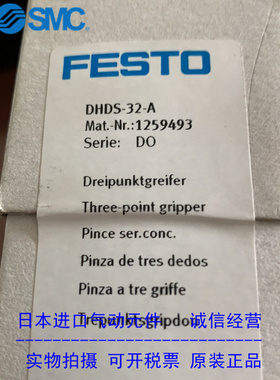 SMC
FESTO
DHDS-32-A
Mat.-Nr.:1259493
Serie: DO
Dreipunktgreifer
Three-point gripper
Pince ser.conc.
Pinza de tres dedos
Pinza a tre griffe
Trepunktsgripdon
日本进口气动元件 诚信经营
实物拍摄 可开税票 原装正品